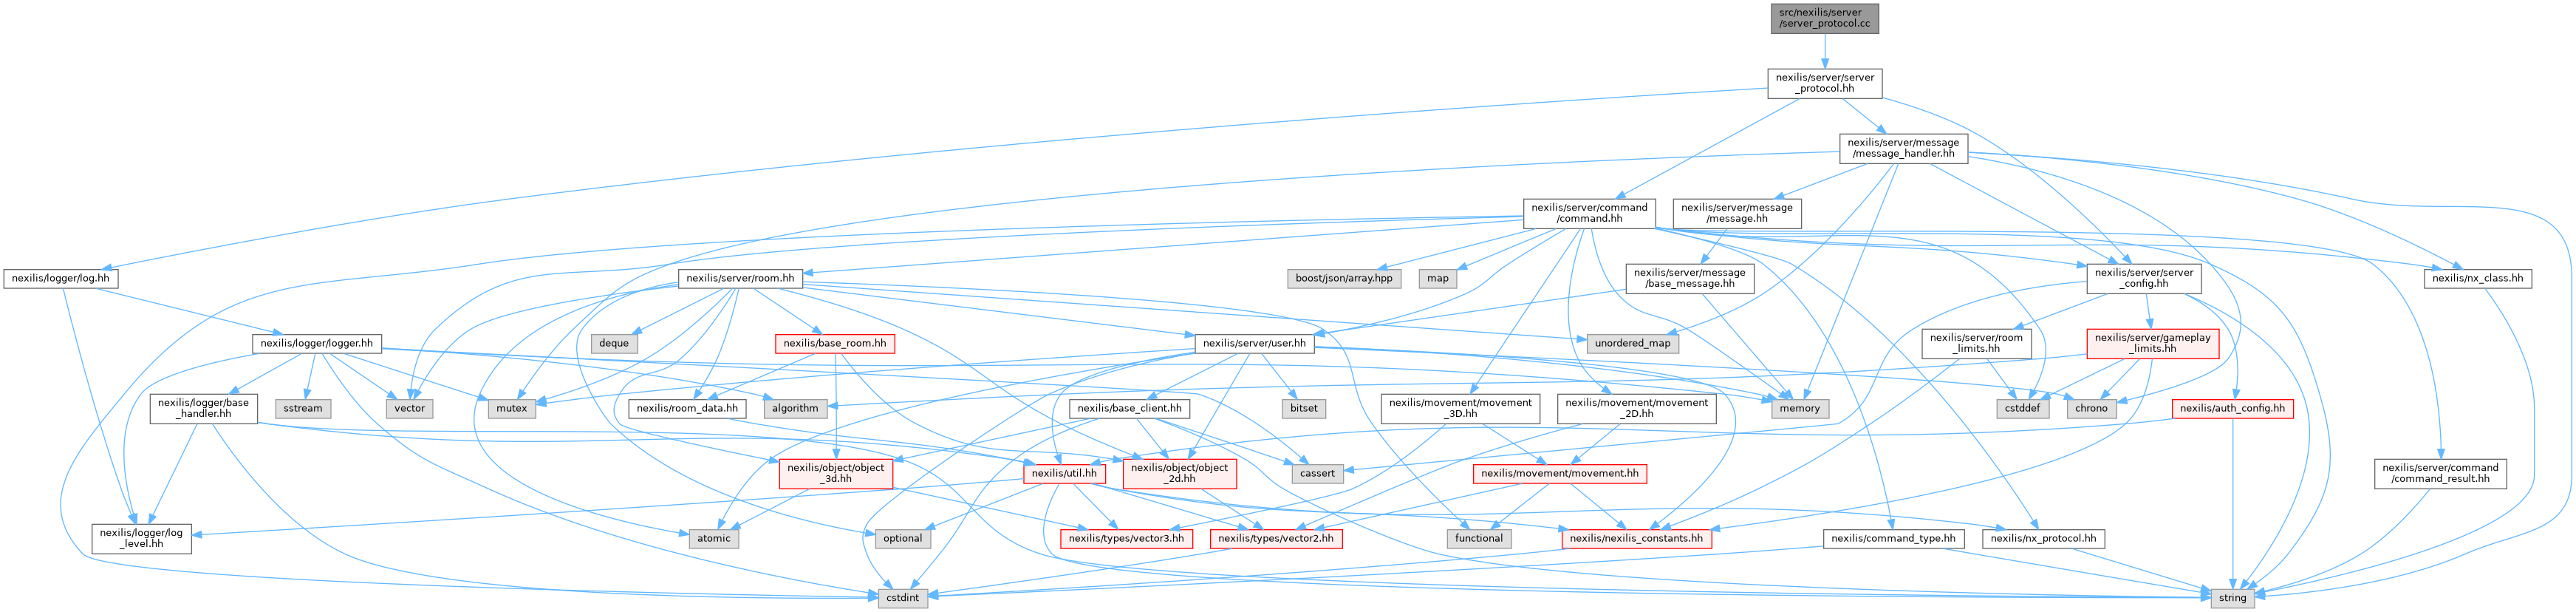 src/nexilis/server
/server_protocol.cc
nexilis/server/server
_protocol.hh
nexilis/server/message
/message_handler.hh
nexilis/server/command
/command.hh
nexilis/server/message
/message.hh
nexilis/logger/log.hh
nexilis/server/room.hh
boost/json/array.hpp
map
nexilis/server/message
/base_message.hh
nexilis/server/server
_config.hh
nexilis/nx_class.hh
nexilis/logger/logger.hh
deque
nexilis/base_room.hh
nexilis/server/user.hh
unordered_map
nexilis/server/room
_limits.hh
nexilis/server/gameplay
_limits.hh
nexilis/logger/base
_handler.hh
sstream
vector
mutex
nexilis/room_data.hh
algorithm
nexilis/base_client.hh
bitset
nexilis/movement/movement
_3D.hh
nexilis/movement/movement
_2D.hh
memory
cstddef
chrono
nexilis/auth_config.hh
nexilis/object/object
_3d.hh
nexilis/util.hh
nexilis/object/object
_2d.hh
cassert
nexilis/movement/movement.hh
nexilis/server/command
/command_result.hh
nexilis/logger/log
_level.hh
atomic
optional
nexilis/types/vector3.hh
nexilis/types/vector2.hh
functional
nexilis/nexilis_constants.hh
nexilis/command_type.hh
nexilis/nx_protocol.hh
cstdint
string